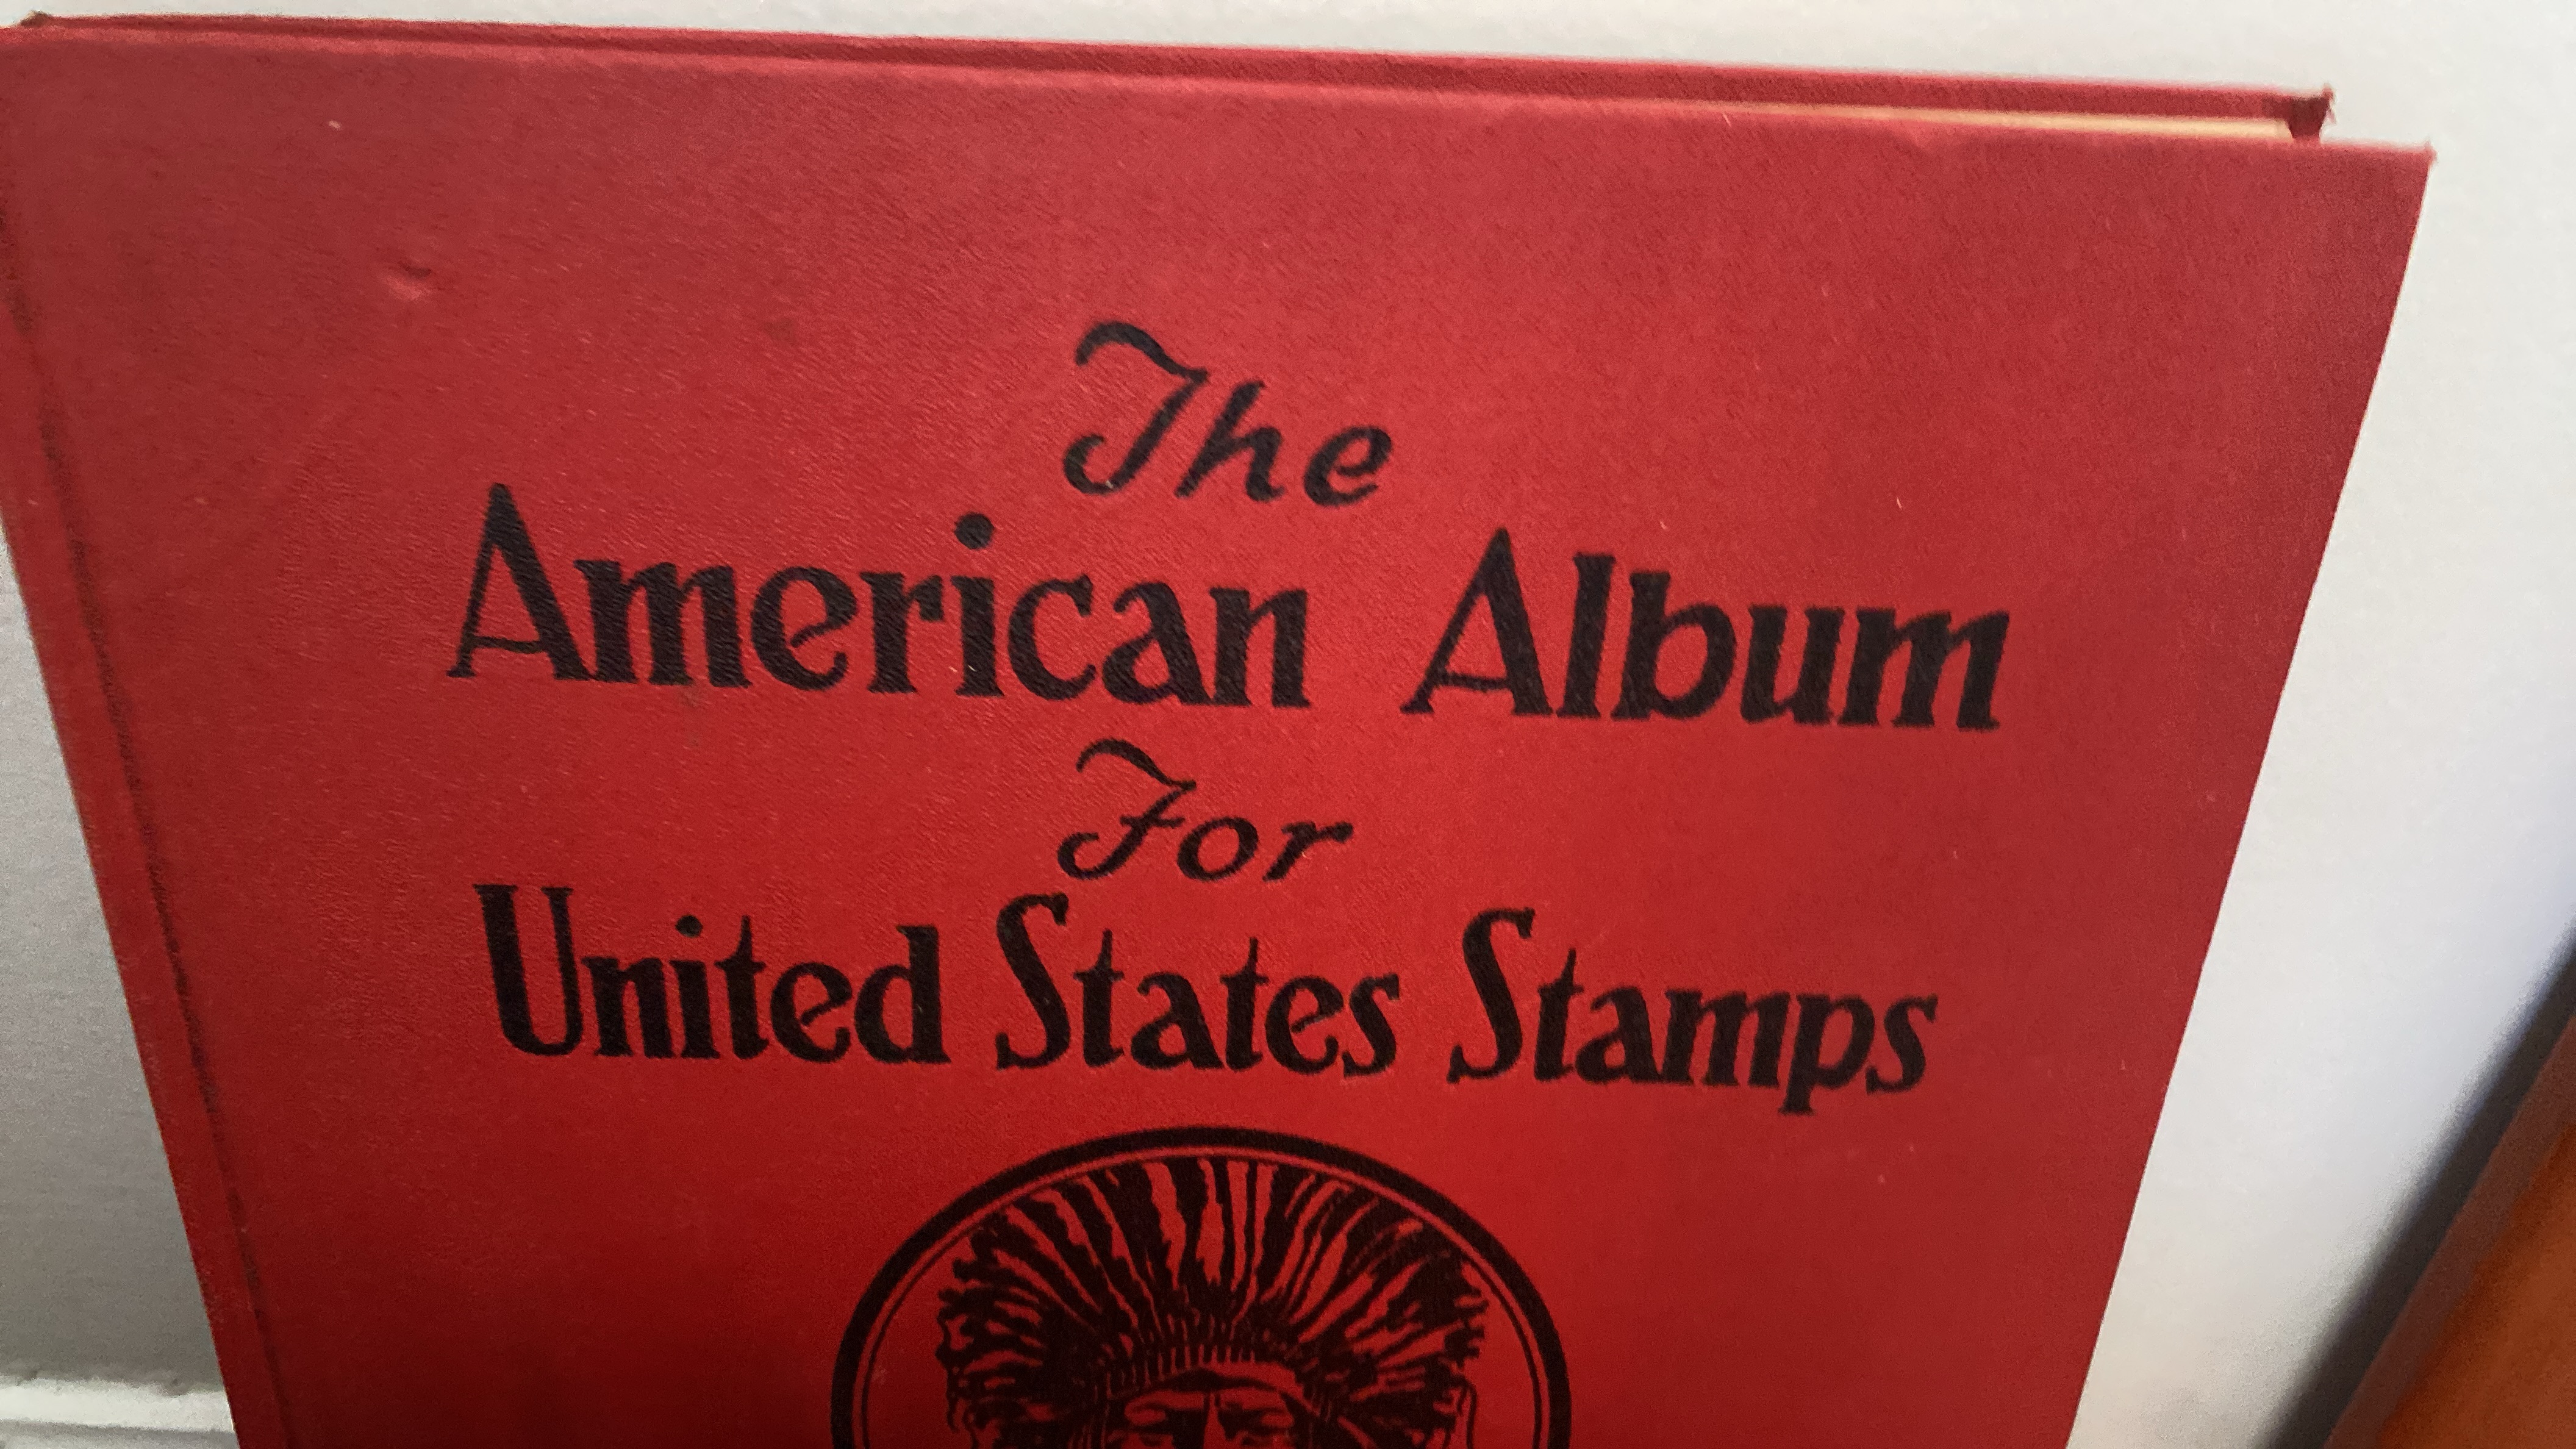 The
American Album
For
United States Stamps